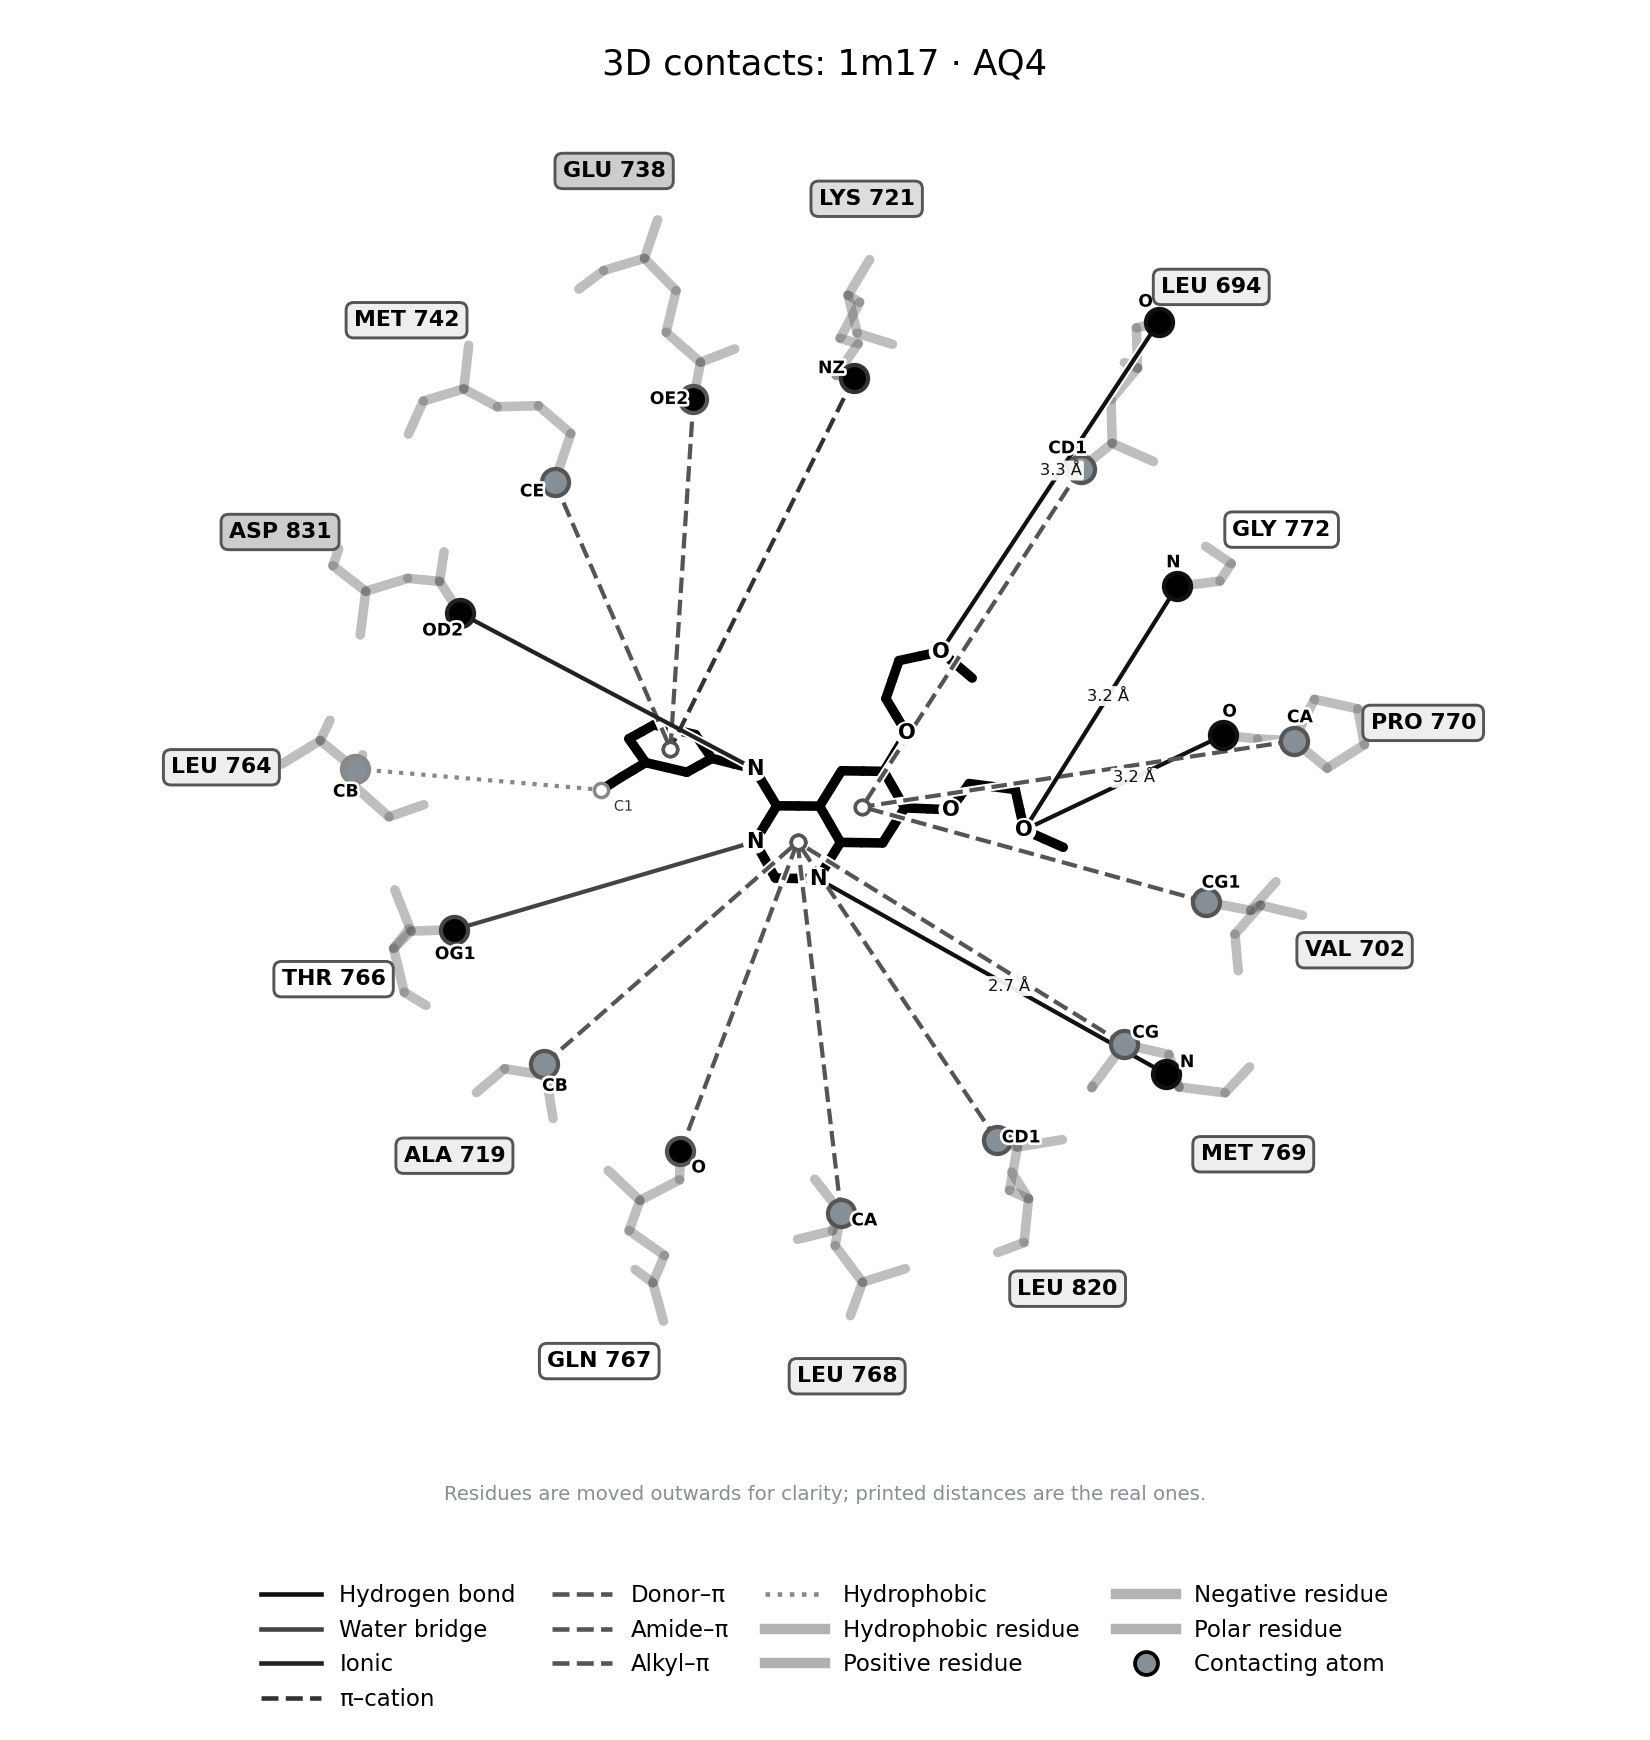 3D contacts: 1m17 · AQ4
GLU 738
LYS 721
LEU 694
O
MET 742
NZ
OE2
CD1
3.3 Å
CE
ASP 831
GLY 772
N
OD2
O
O
3.2 Å
O
CA
PRO 770
LEU 764
CB
C1
N
3.2 Å
O
O
N
N
CG1
THR 766
OG1
VAL 702
2.7 Å
CG
N
ALA 719
CB
CD1
MET 769
O
CA
LEU 820
GLN 767
LEU 768
Residues are moved outwards for clarity; printed distances are the real ones.
Hydrogen bond
Water bridge
Ionic
π–cation
Donor–π
Amide–π
Alkyl–π
Hydrophobic
Hydrophobic residue
Positive residue
Negative residue
Polar residue
Contacting atom